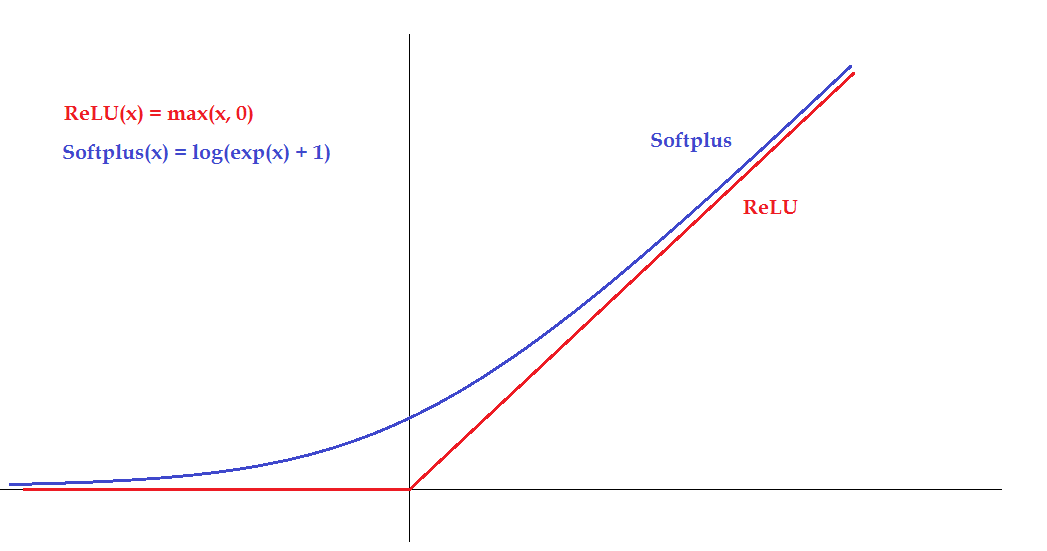 ReLU(x) = max(x, 0)
Softplus(x) = log(exp(x) + 1)
Softplus
ReLU